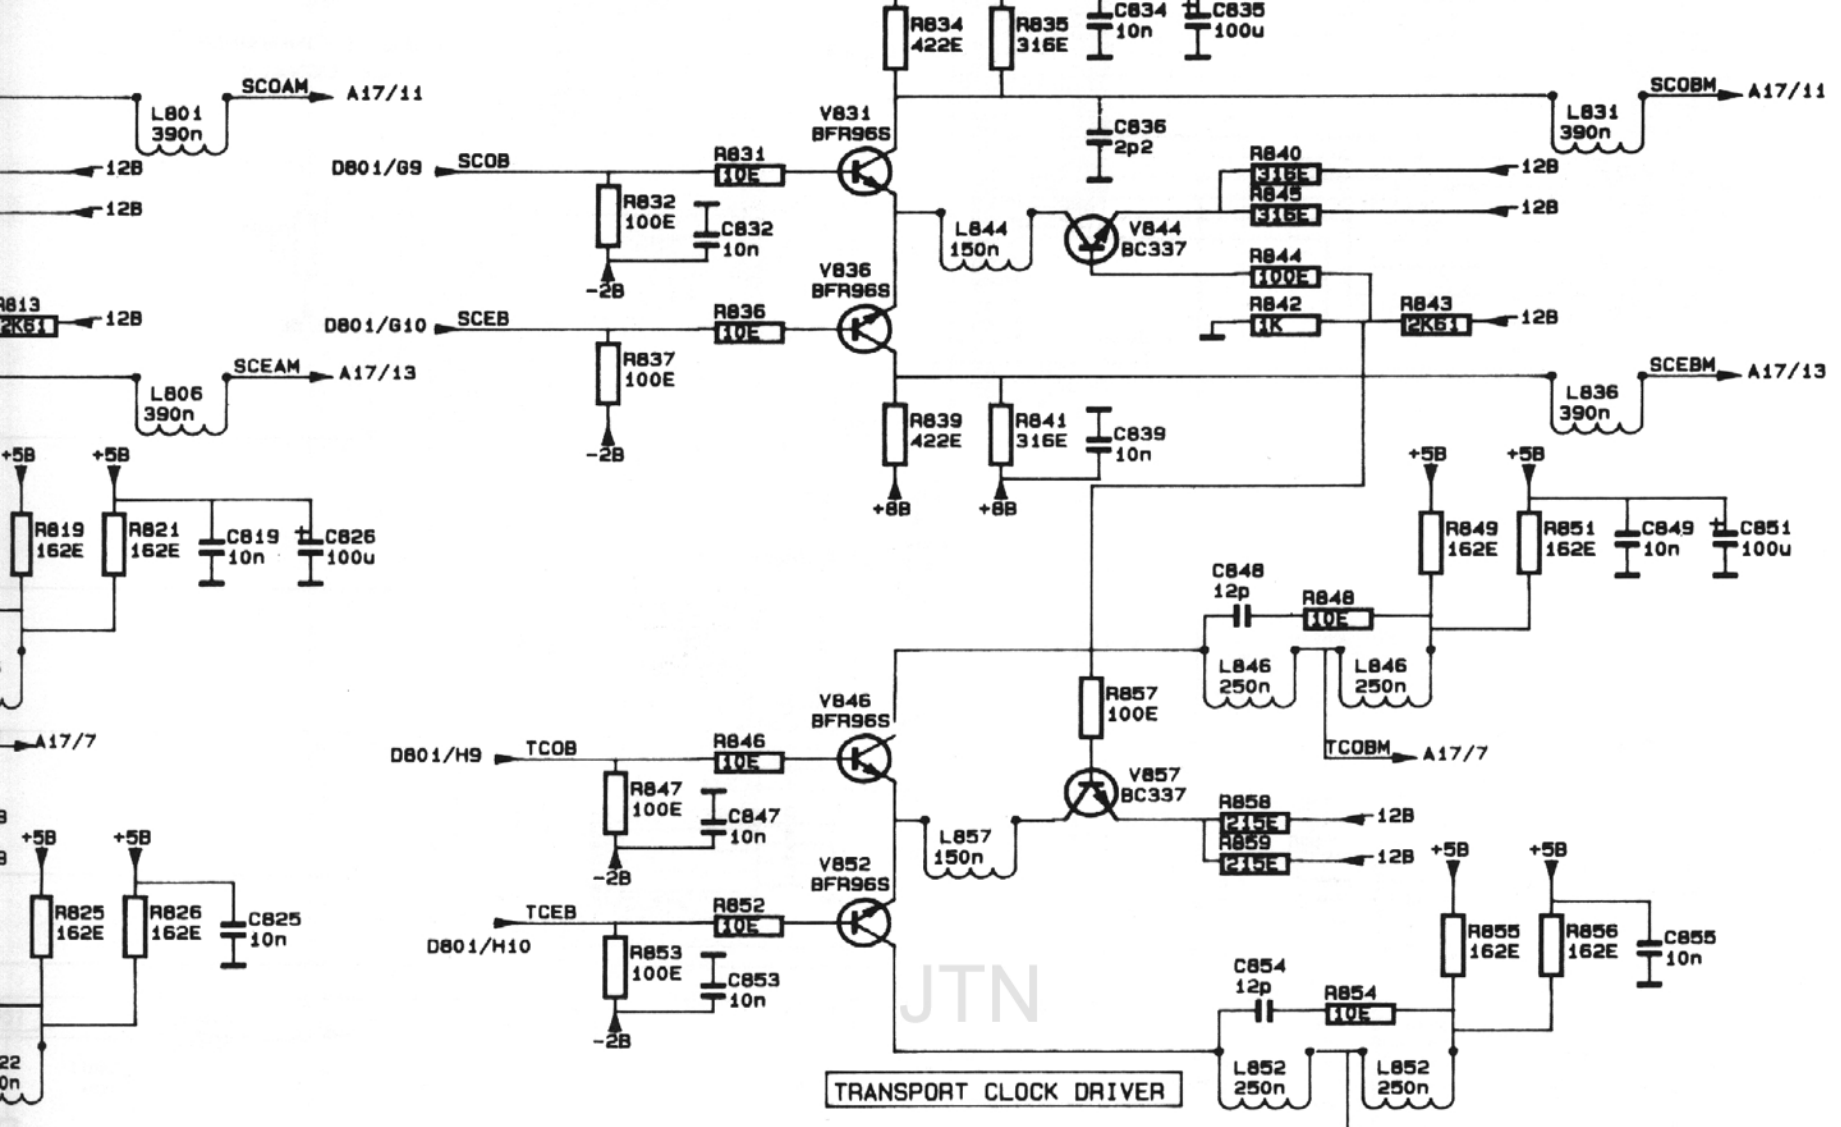 R834
422E
R835
316E
C834
10n
C835
100u
SCOAM
A17/11
L801
390n
V831
BFR96S
C836
2p2
SCOBM
A17/11
L831
390n
12B
12B
D801/G9
SCOB
R831
10E
R832
100E
C832
10n
-2B
R840
316E
12B
R845
316E
12B
L844
150n
V844
BC337
R844
100E
V836
BFR96S
R813
2K61
12B
D801/G10
SCEB
R836
10E
R842
1K
R843
2K61
12B
R837
100E
-2B
SCEAM
A17/13
L806
390n
SCEBM
A17/13
L836
390n
R839
422E
+8B
R841
316E
+8B
C839
10n
+5B
+5B
R819
162E
R821
162E
C819
10n
+
C826
100u
+5B
+5B
R849
162E
R851
162E
C849
10n
+
C851
100u
C848
12p
R848
10E
L846
250n
L846
250n
V846
BFR96S
R857
100E
A17/7
D801/H9
TCOB
R846
10E
TCOBM
A17/7
R847
100E
C847
10n
-2B
V857
BC337
R858
215E
12B
R859
215E
12B
L857
150n
V852
BFR96S
+5B
+5B
R825
162E
R826
162E
C825
10n
TCEB
D801/H10
R852
10E
R853
100E
C853
10n
-2B
+5B
+5B
R855
162E
R856
162E
C855
10n
C854
12p
R854
10E
L852
250n
L852
250n
JTN
TRANSPORT CLOCK DRIVER